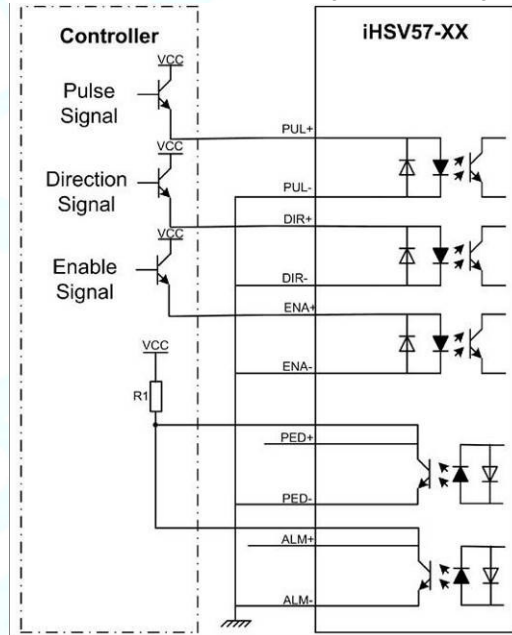 Controller
iHSV57-XX
VCC
Pulse
Signal
PUL+
VCC
PUL-
Direction
Signal
DIR+
VCC
DIR-
Enable
Signal
ENA+
VCC
ENA-
R1
PED+
PED-
ALM+
ALM-